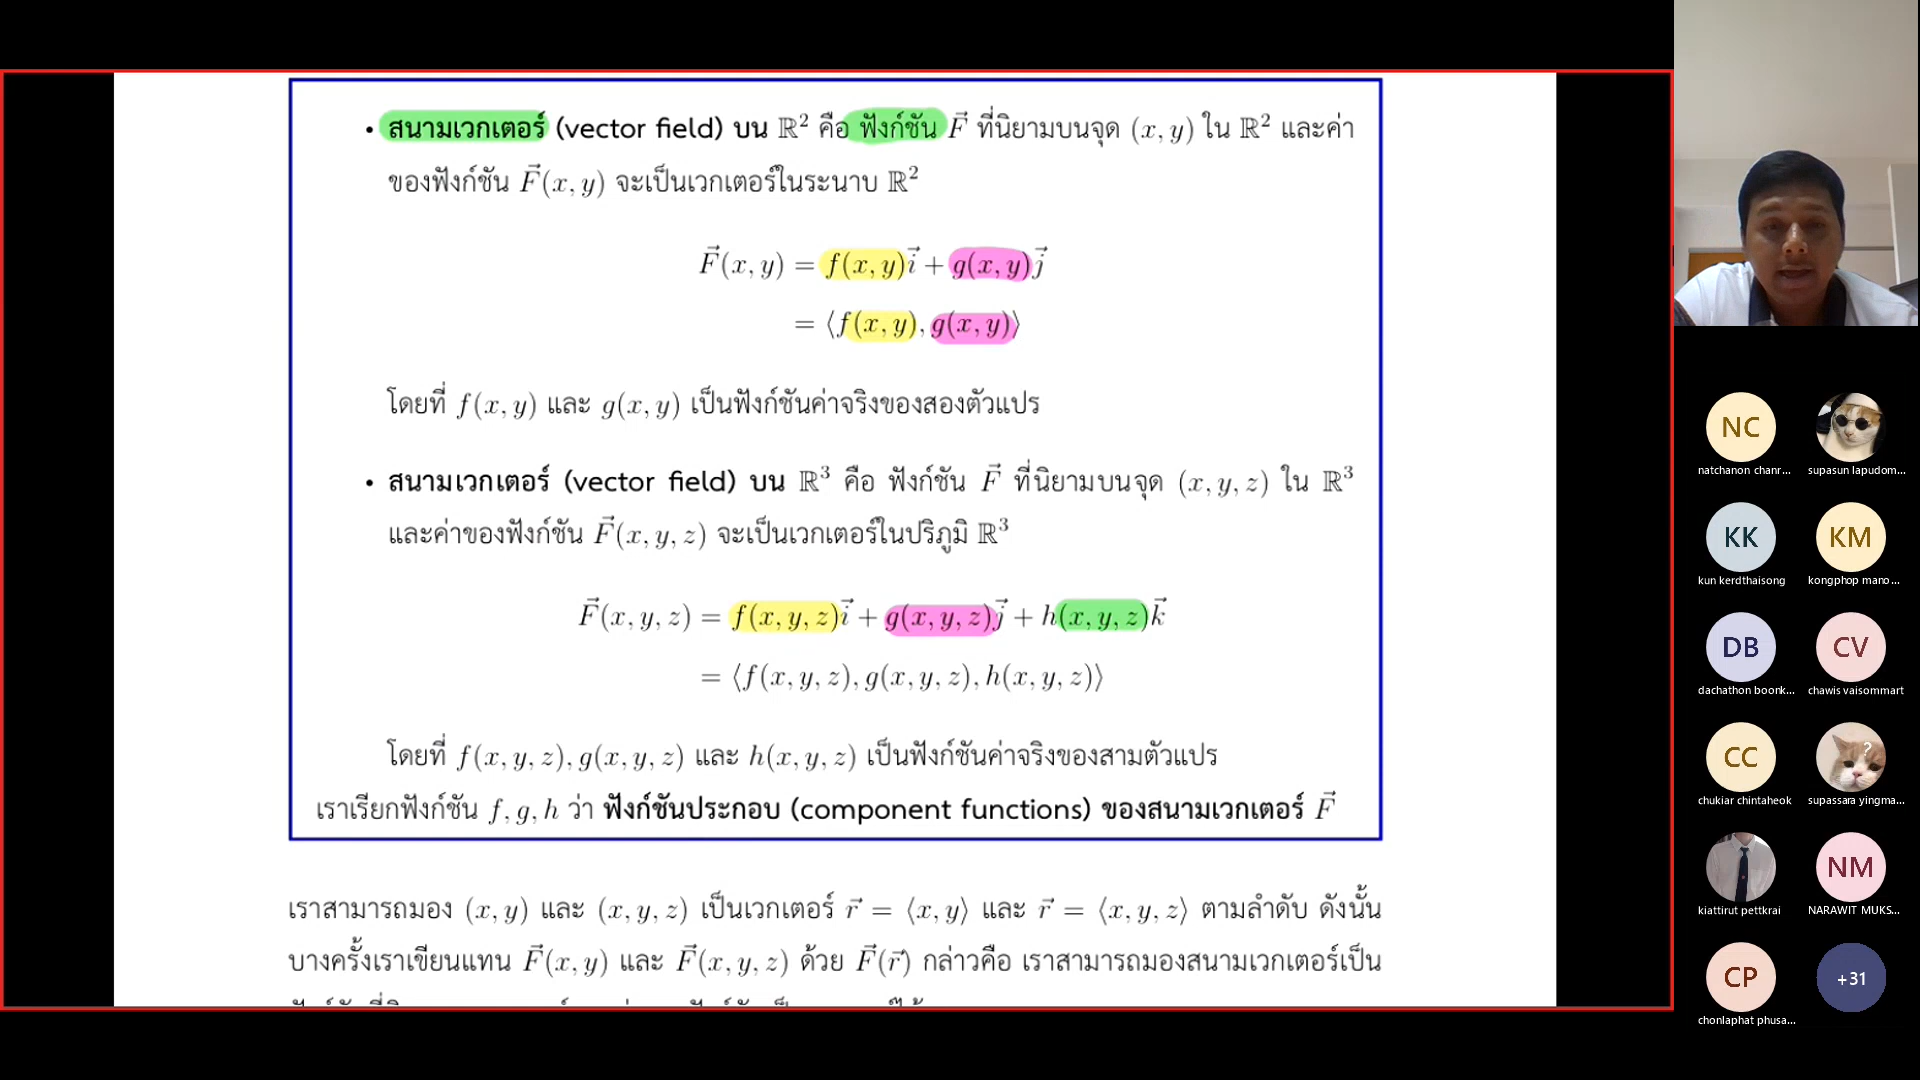 • สนามเวกเตอร์ (vector field) บน ℝ² คือ ฟังก์ชัน F⃗ ที่นิยามบนจุด (x, y) ใน ℝ² และค่า
ของฟังก์ชัน F⃗(x, y) จะเป็นเวกเตอร์ในระนาบ ℝ²
F⃗(x, y) = f(x, y)i⃗ + g(x, y)j⃗
= ⟨f(x, y), g(x, y)⟩
โดยที่ f(x, y) และ g(x, y) เป็นฟังก์ชันค่าจริงของสองตัวแปร
• สนามเวกเตอร์ (vector field) บน ℝ³ คือ ฟังก์ชัน F⃗ ที่นิยามบนจุด (x, y, z) ใน ℝ³
และค่าของฟังก์ชัน F⃗(x, y, z) จะเป็นเวกเตอร์ในปริภูมิ ℝ³
F⃗(x, y, z) = f(x, y, z)i⃗ + g(x, y, z)j⃗ + h(x, y, z)k⃗
= ⟨f(x, y, z), g(x, y, z), h(x, y, z)⟩
โดยที่ f(x, y, z), g(x, y, z) และ h(x, y, z) เป็นฟังก์ชันค่าจริงของสามตัวแปร
เราเรียกฟังก์ชัน f, g, h ว่า ฟังก์ชันประกอบ (component functions) ของสนามเวกเตอร์ F⃗
เราสามารถมอง (x, y) และ (x, y, z) เป็นเวกเตอร์ r⃗ = ⟨x, y⟩ และ r⃗ = ⟨x, y, z⟩ ตามลำดับ ดังนั้น
บางครั้งเราเขียนแทน F⃗(x, y) และ F⃗(x, y, z) ด้วย F⃗(r⃗) กล่าวคือ เราสามารถมองสนามเวกเตอร์เป็น
NC
natchanon chanr...
supasun lapudom...
KK
kun kerdthaisong
KM
kongphop mano...
DB
dachathon boonk...
CV
chawis vaisommart
CC
chukiar chintaheok
?
supassara yingma...
kiattirut pettkrai
NM
NARAWIT MUKS...
CP
chonlaphat phusa...
+31